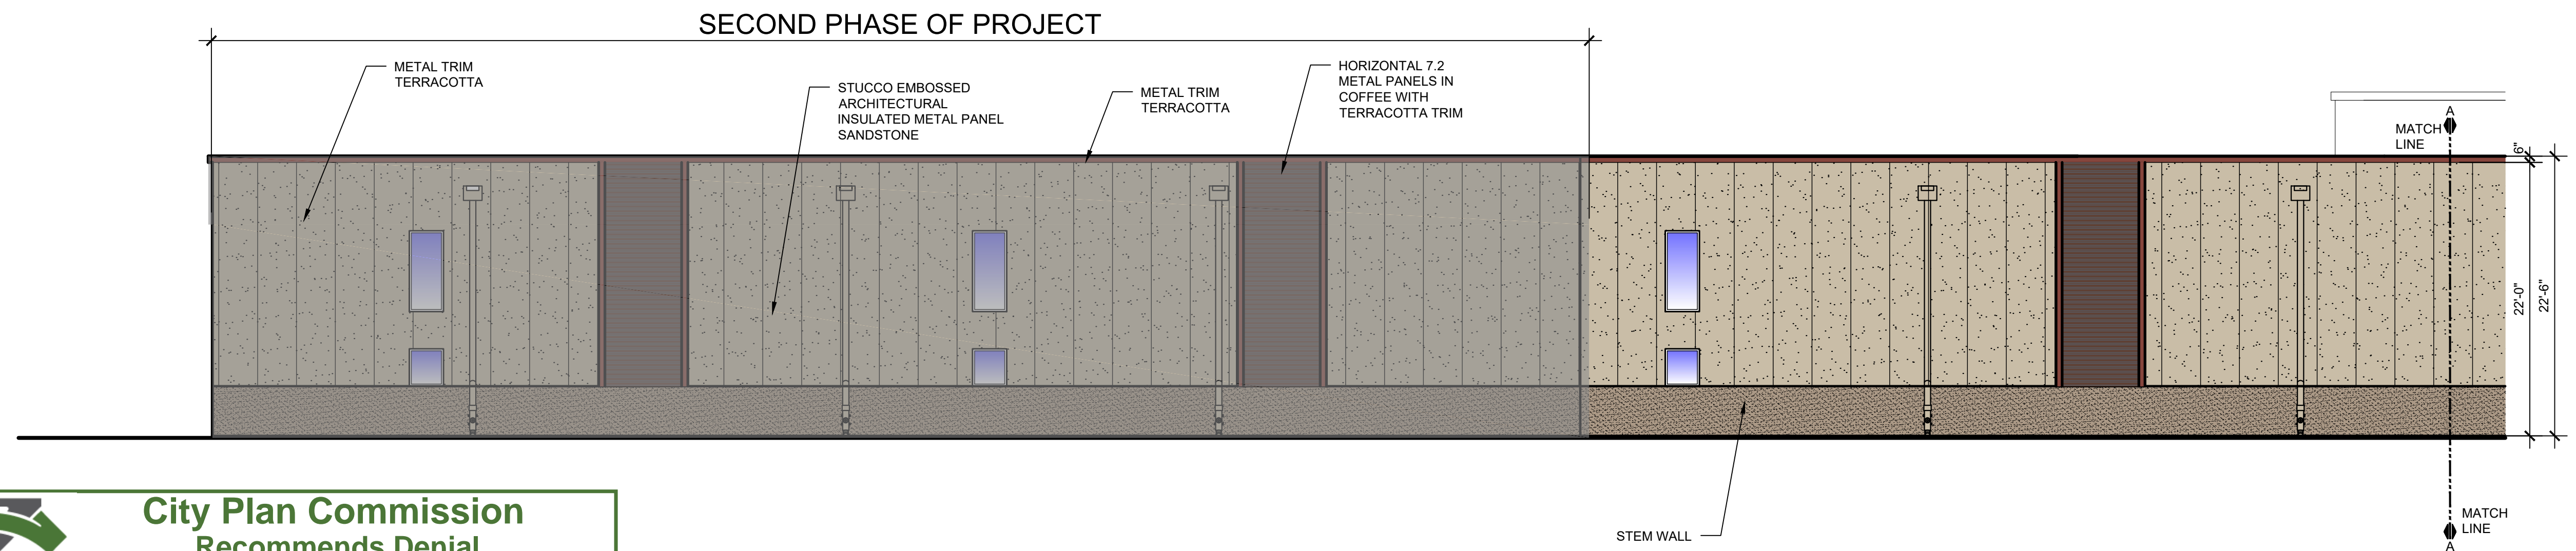 SECOND PHASE OF PROJECT
METAL TRIM
TERRACOTTA
STUCCO EMBOSSED
ARCHITECTURAL
INSULATED METAL PANEL
SANDSTONE
METAL TRIM
TERRACOTTA
HORIZONTAL 7.2
METAL PANELS IN
COFFEE WITH
TERRACOTTA TRIM
A
MATCH
LINE
6"
22'-0"
22'-6"
STEM WALL
MATCH
LINE
A
City Plan Commission
Recommends Denial